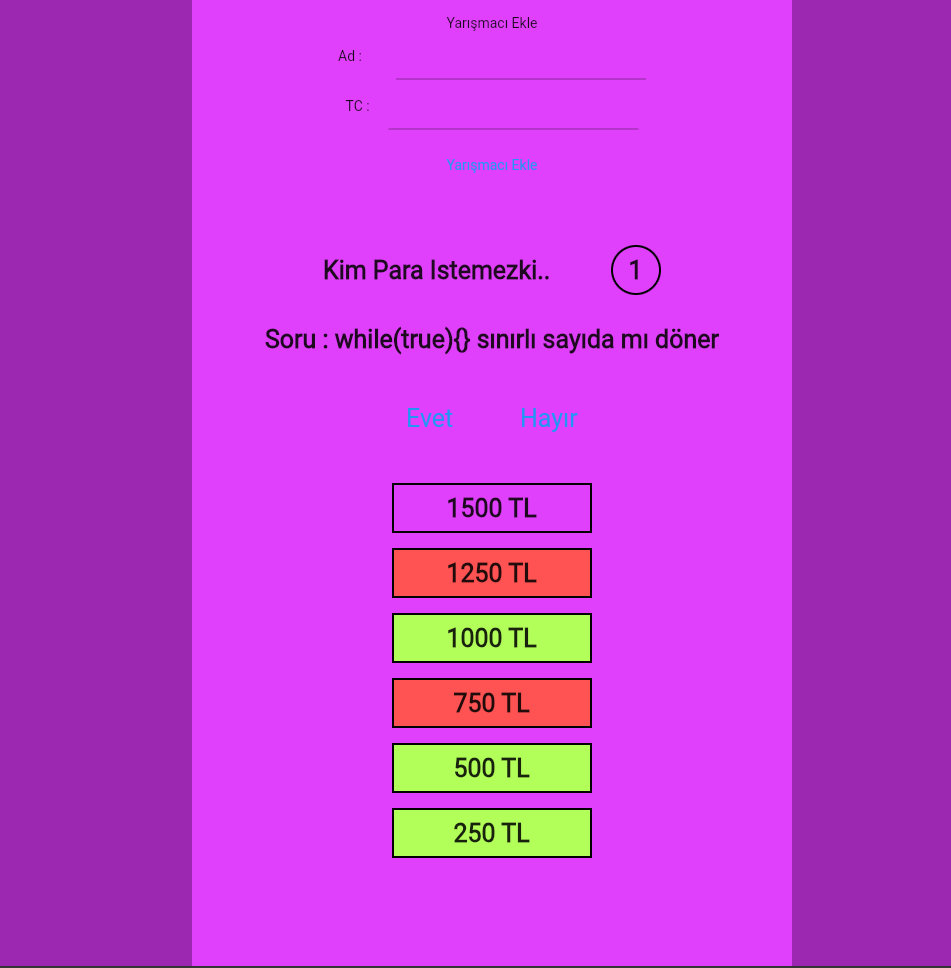 Yarışmacı Ekle
Ad :
TC :
Yarışmacı Ekle
Kim Para Istemezki.. 1
Soru : while(true){} sınırlı sayıda mı döner
Evet Hayır
1500 TL
1250 TL
1000 TL
750 TL
500 TL
250 TL